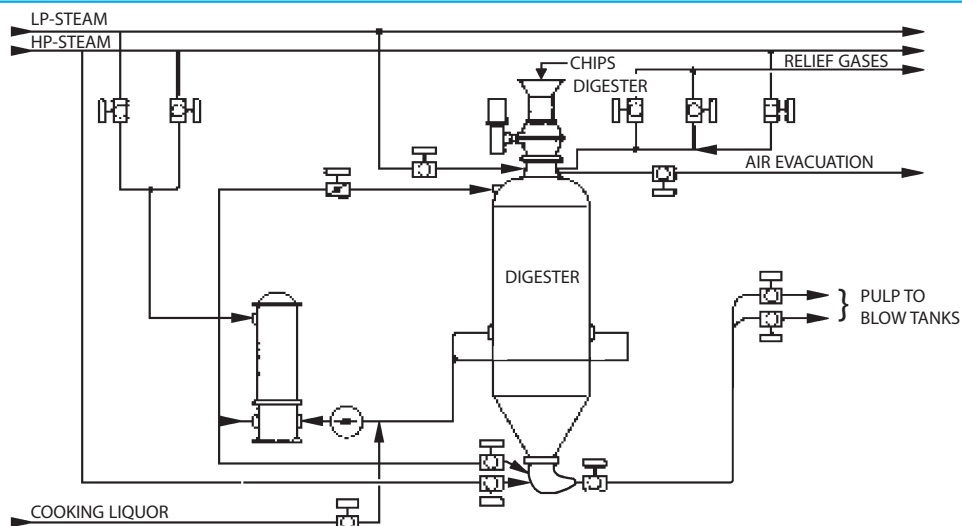 LP-STEAM
HP-STEAM
CHIPS
DIGESTER
RELIEF GASES
AIR EVACUATION
DIGESTER
PULP TO
BLOW TANKS
COOKING LIQUOR